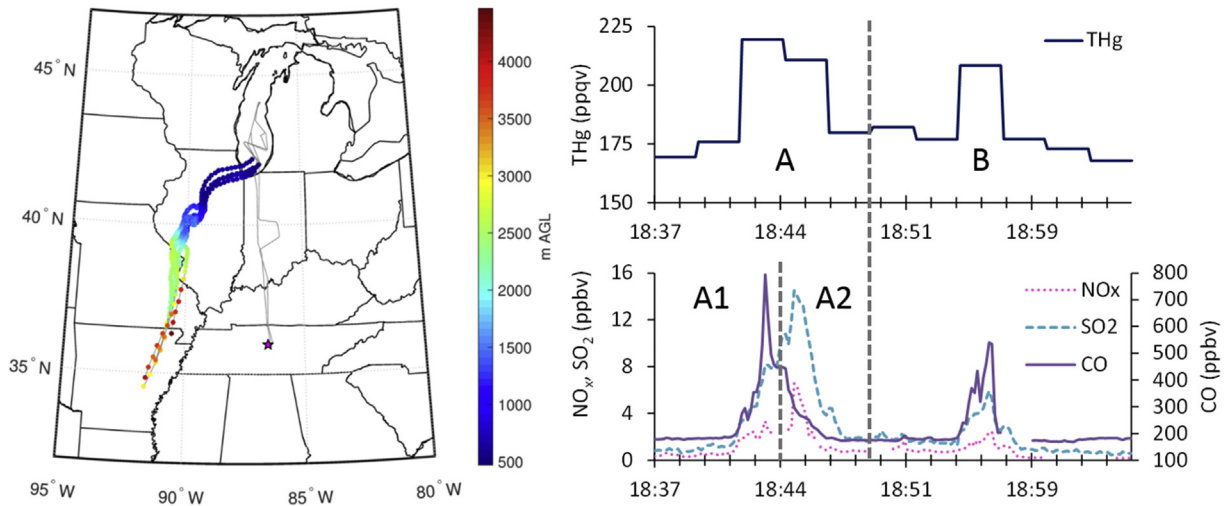 45° N
40° N
35° N
95° W
90° W
85° W
80° W
4000
3500
3000
2500
2000
1500
1000
500
m AGL
225
200
175
150
THg (ppqv)
THg
A
B
18:37
18:44
18:51
18:59
16
12
8
4
0
NOx, SO2 (ppbv)
A1
A2
NOx
SO2
CO
800
700
600
500
400
300
200
100
CO (ppbv)
18:37
18:44
18:51
18:59